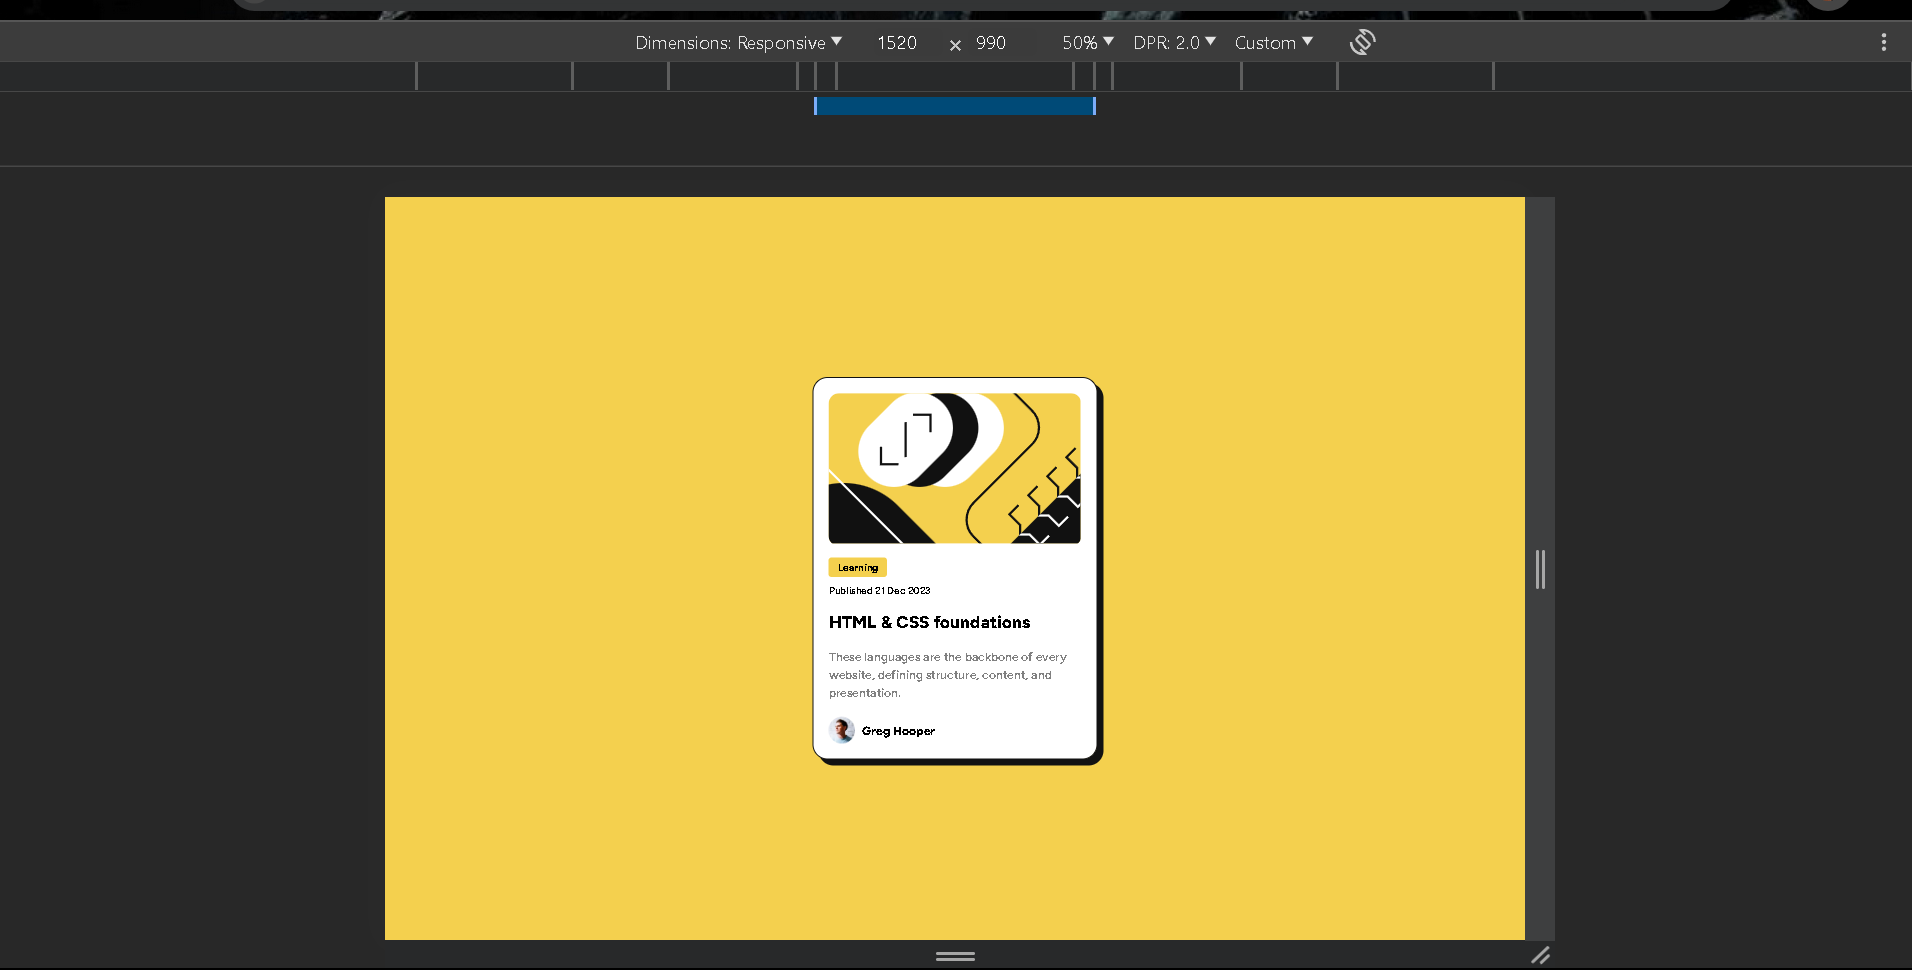 Dimensions: Responsive ▼ 1520 × 990 50% ▼ DPR: 2.0 ▼ Custom ▼
Learning
Published 21 Dec 2023
HTML & CSS foundations
These languages are the backbone of every
website, defining structure, content, and
presentation.
Greg Hooper